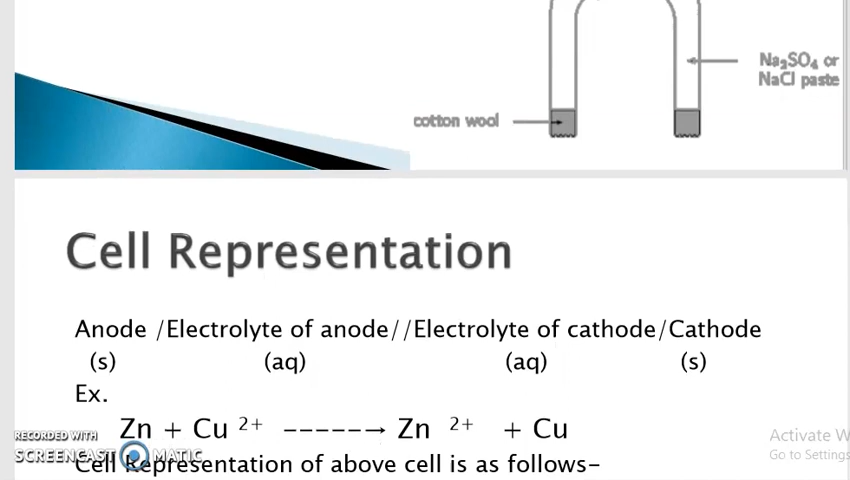 Na₂SO₄ or
NaCl paste
cotton wool
Cell Representation
Anode /Electrolyte of anode//Electrolyte of cathode/Cathode
(s) (aq) (aq) (s)
Ex.
Zn + Cu ²⁺ ------→ Zn ²⁺ + Cu
Cell Representation of above cell is as follows-
RECORDED WITH
SCREENCAST MATIC
Activate W
Go to Settings